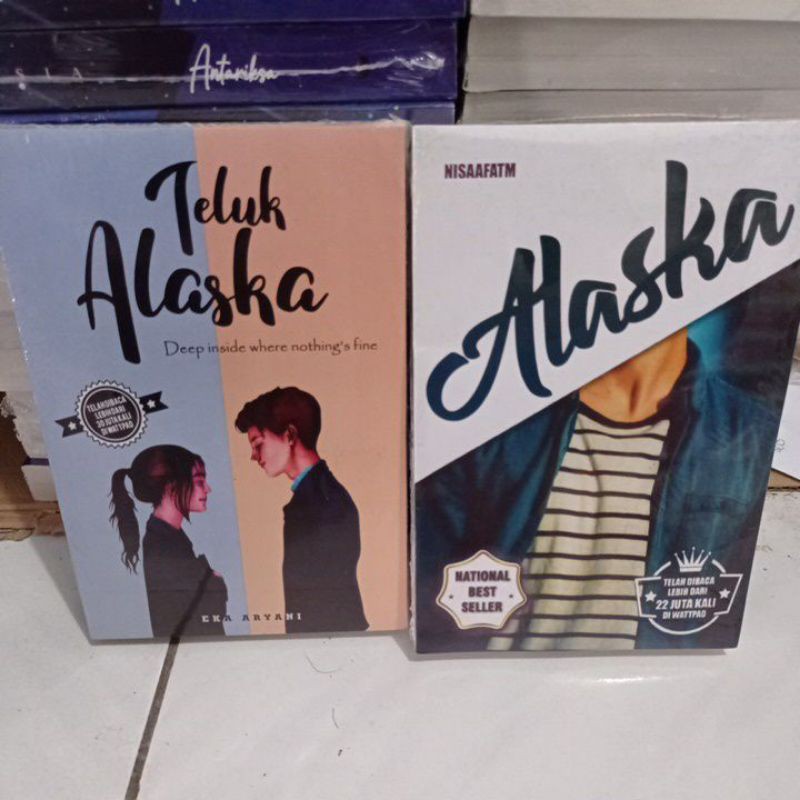 Antariksa
Teluk
Alaska
Deep inside where nothing's fine
TELAH DIBACA
LEBIH DARI
30 JUTA KALI
DI WATTPAD
EKA ARYANI
NISAAFATM
Alaska
NATIONAL
BEST
SELLER
TELAH DIBACA
LEBIH DARI
22 JUTA KALI
DI WATTPAD